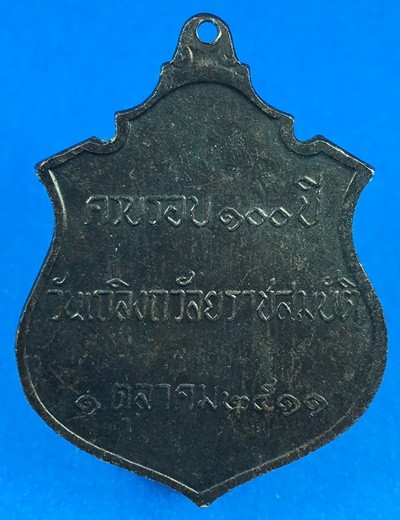 ครบรอบ ๑๐๐ ปี
วันเถลิงถวัลยราชสมบัติ
๑ ตุลาคม ๒๕๑๑